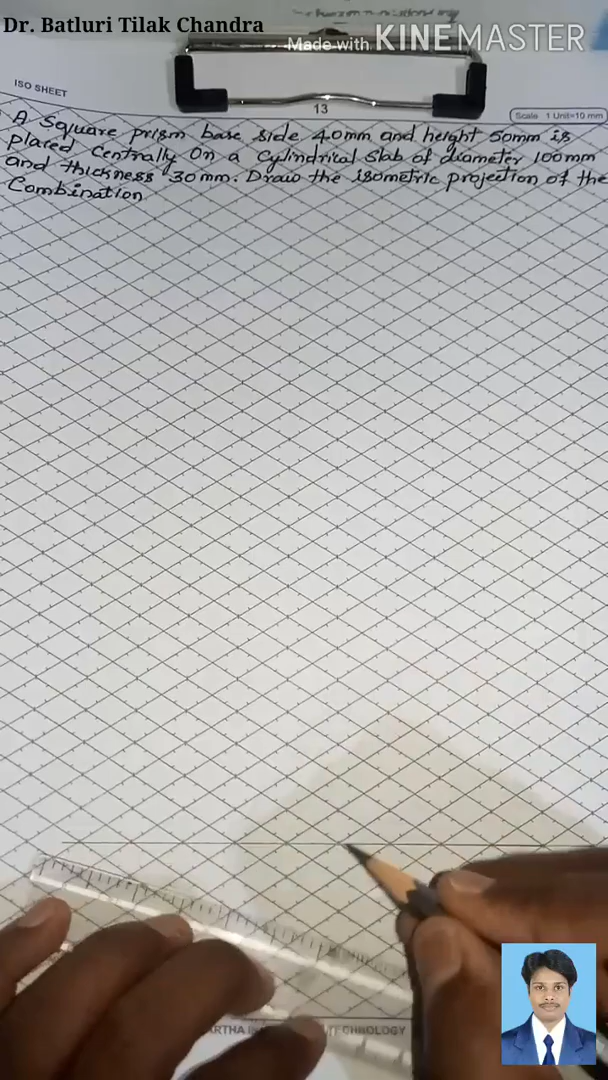 Dr. Batluri Tilak Chandra
Made with KINEMASTER
ISO SHEET
13
Scale 1 Unit=10 mm
A Square prism base side 40mm and height 50mm is
placed Centrally On a Cylindrical Slab of diameter 100mm
and thickness 30mm. Draw the isometric projection of the
Combination